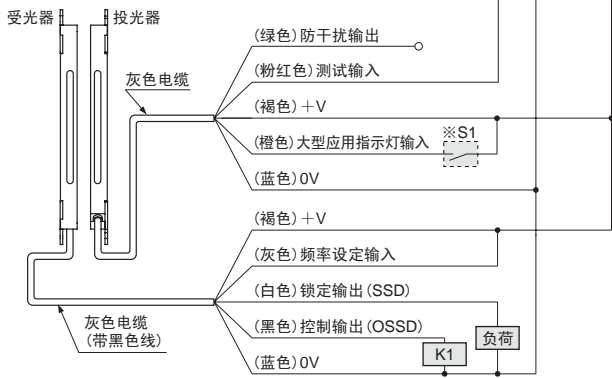 受光器
投光器
(绿色)防干扰输出
(粉红色)测试输入
灰色电缆
(褐色)＋V
※S1
(橙色)大型应用指示灯输入
(蓝色)0V
(褐色)＋V
(灰色)频率设定输入
(白色)锁定输出(SSD)
灰色电缆
(带黑色线)
(黑色)控制输出(OSSD)
负荷
K1
(蓝色)0V